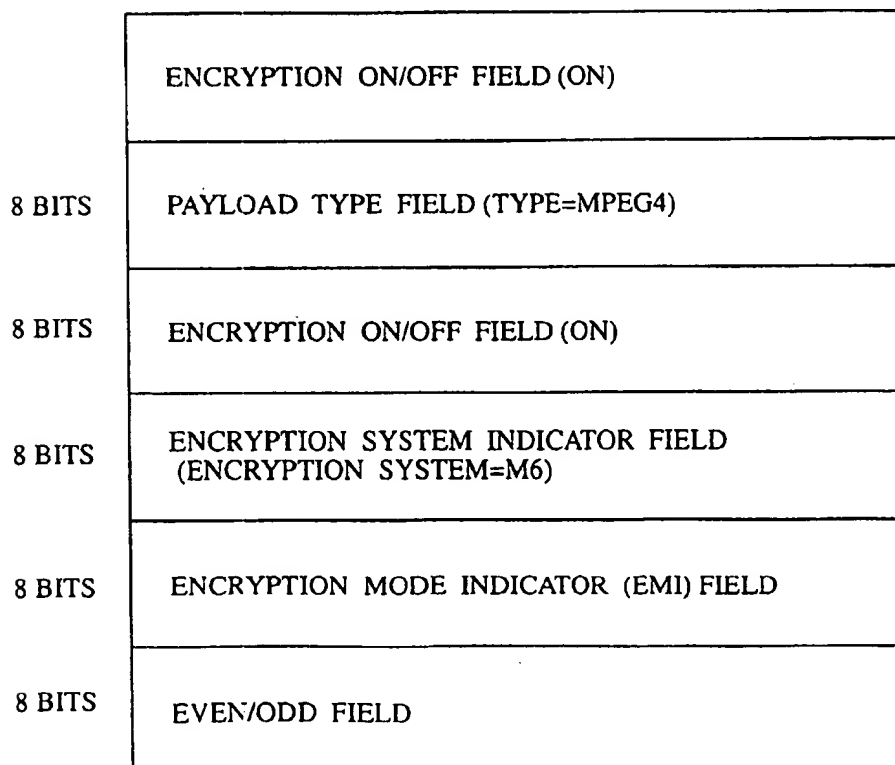 ENCRYPTION ON/OFF FIELD (ON)
8 BITS PAYLOAD TYPE FIELD (TYPE=MPEG4)
8 BITS ENCRYPTION ON/OFF FIELD (ON)
8 BITS ENCRYPTION SYSTEM INDICATOR FIELD
(ENCRYPTION SYSTEM=M6)
8 BITS ENCRYPTION MODE INDICATOR (EMI) FIELD
8 BITS EVEN/ODD FIELD